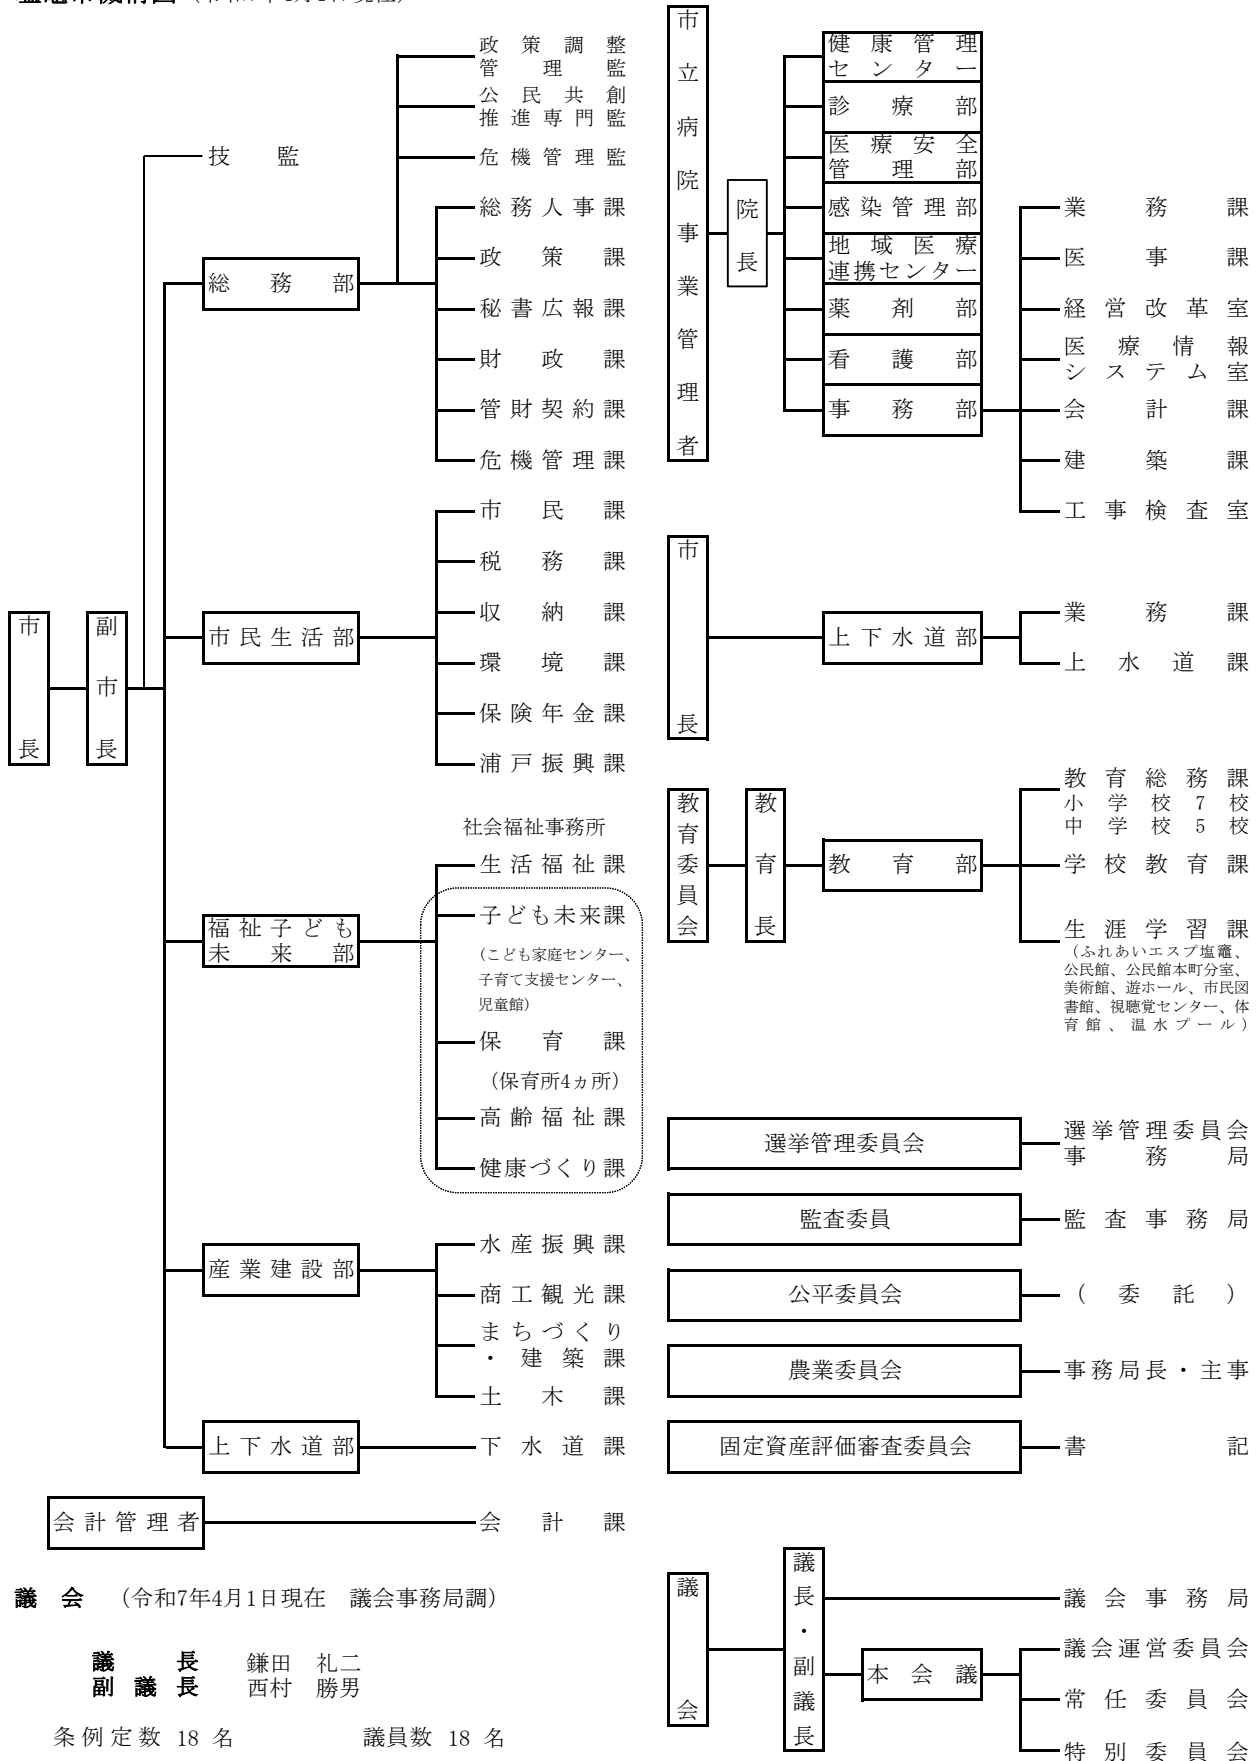 市長
副市長
技監
総務部
政策調整
管理監
公民共創
推進専門監
危機管理監
総務人事課
政策課
秘書広報課
財政課
管財契約課
危機管理課
市民生活部
市民課
税務課
収納課
環境課
保険年金課
浦戸振興課
福祉子ども
未来部
社会福祉事務所
生活福祉課
子ども未来課
(こども家庭センター、
子育て支援センター、
児童館)
保育課
(保育所4ヵ所)
高齢福祉課
健康づくり課
産業建設部
水産振興課
商工観光課
まちづくり
・建築課
土木課
上下水道部
下水道課
会計管理者
会計課
市立病院事業管理者
院長
健康管理
センター
診療部
医療安全
管理部
感染管理部
地域医療
連携センター
薬剤部
看護部
事務部
業務課
医事課
経営改革室
医療情報
システム室
会計課
建築課
工事検査室
市長
上下水道部
業務課
上水道課
教育委員会
教育長
教育部
教育総務課
小学校7校
中学校5校
学校教育課
生涯学習課
(ふれあいエスプ塩竈、
公民館、公民館本町分室、
美術館、遊ホール、市民図
書館、視聴覚センター、体
育館、温水プール)
選挙管理委員会
選挙管理委員会
事務局
監査委員
監査事務局
公平委員会
(委託)
農業委員会
事務局長・主事
固定資産評価審査委員会
書記
議会
議長・副議長
議会事務局
本会議
議会運営委員会
常任委員会
特別委員会
議会 (令和7年4月1日現在 議会事務局調)
議長 鎌田 礼二
副議長 西村 勝男
条例定数 18 名 議員数 18 名